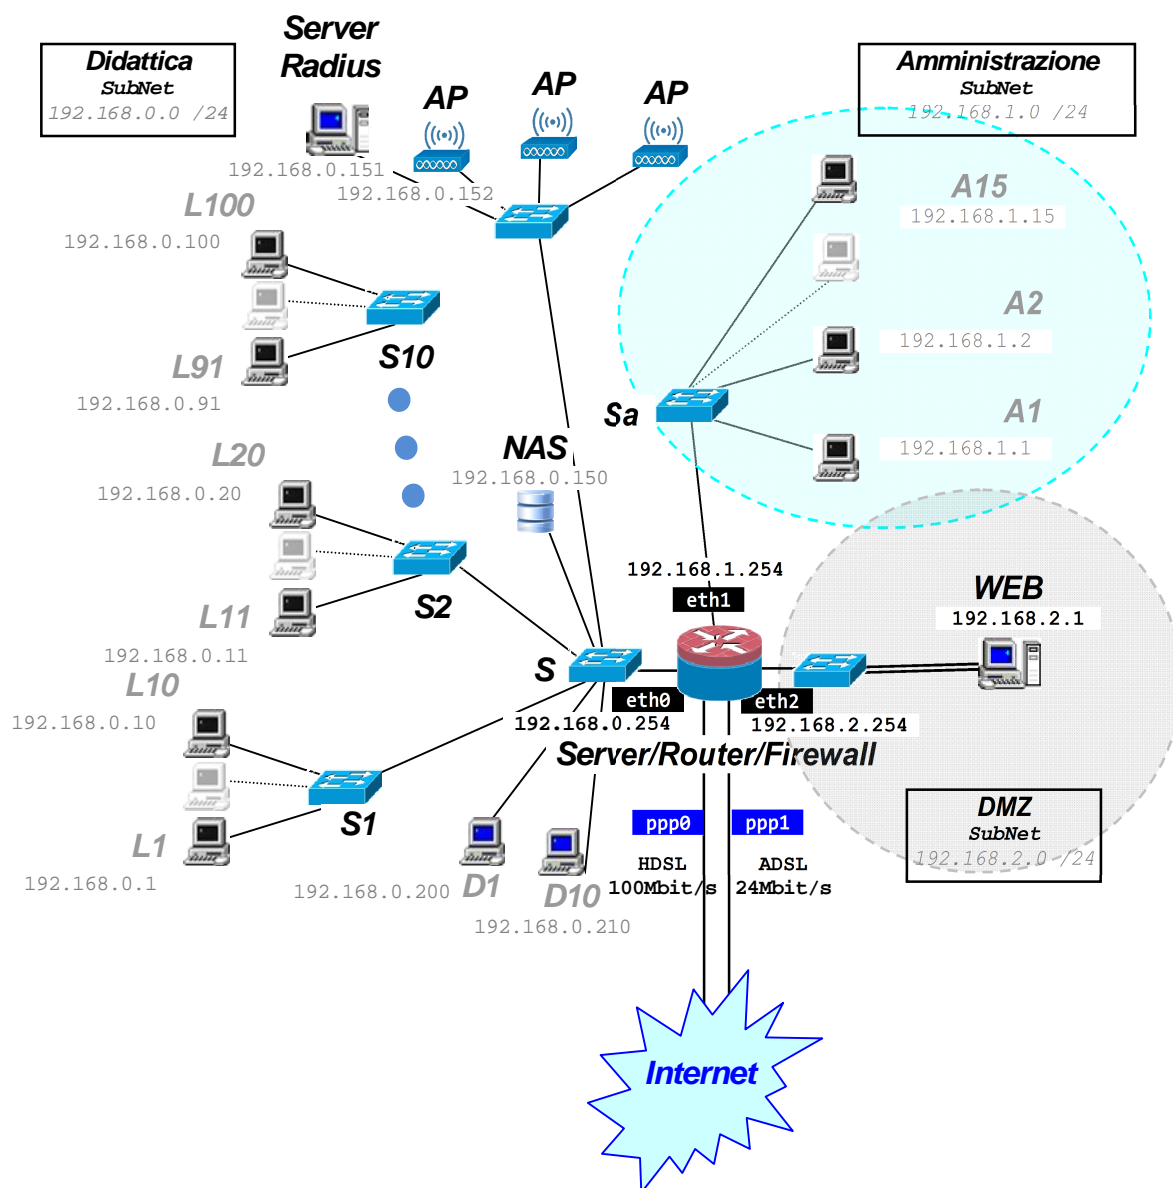 Server
Radius
Didattica
SubNet
192.168.0.0 /24
AP
AP
AP
Amministrazione
SubNet
192.168.1.0 /24
192.168.0.151
192.168.0.152
L100
192.168.0.100
A15
192.168.1.15
A2
192.168.1.2
S10
L91
192.168.0.91
Sa
A1
192.168.1.1
L20
192.168.0.20
NAS
192.168.0.150
192.168.1.254
eth1
WEB
192.168.2.1
S2
L11
192.168.0.11
S
eth0
eth2
192.168.0.254
192.168.2.254
L10
192.168.0.10
Server/Router/Firewall
S1
L1
192.168.0.1
ppp0
ppp1
HDSL
100Mbit/s
ADSL
24Mbit/s
DMZ
SubNet
192.168.2.0 /24
D1
192.168.0.200
D10
192.168.0.210
Internet